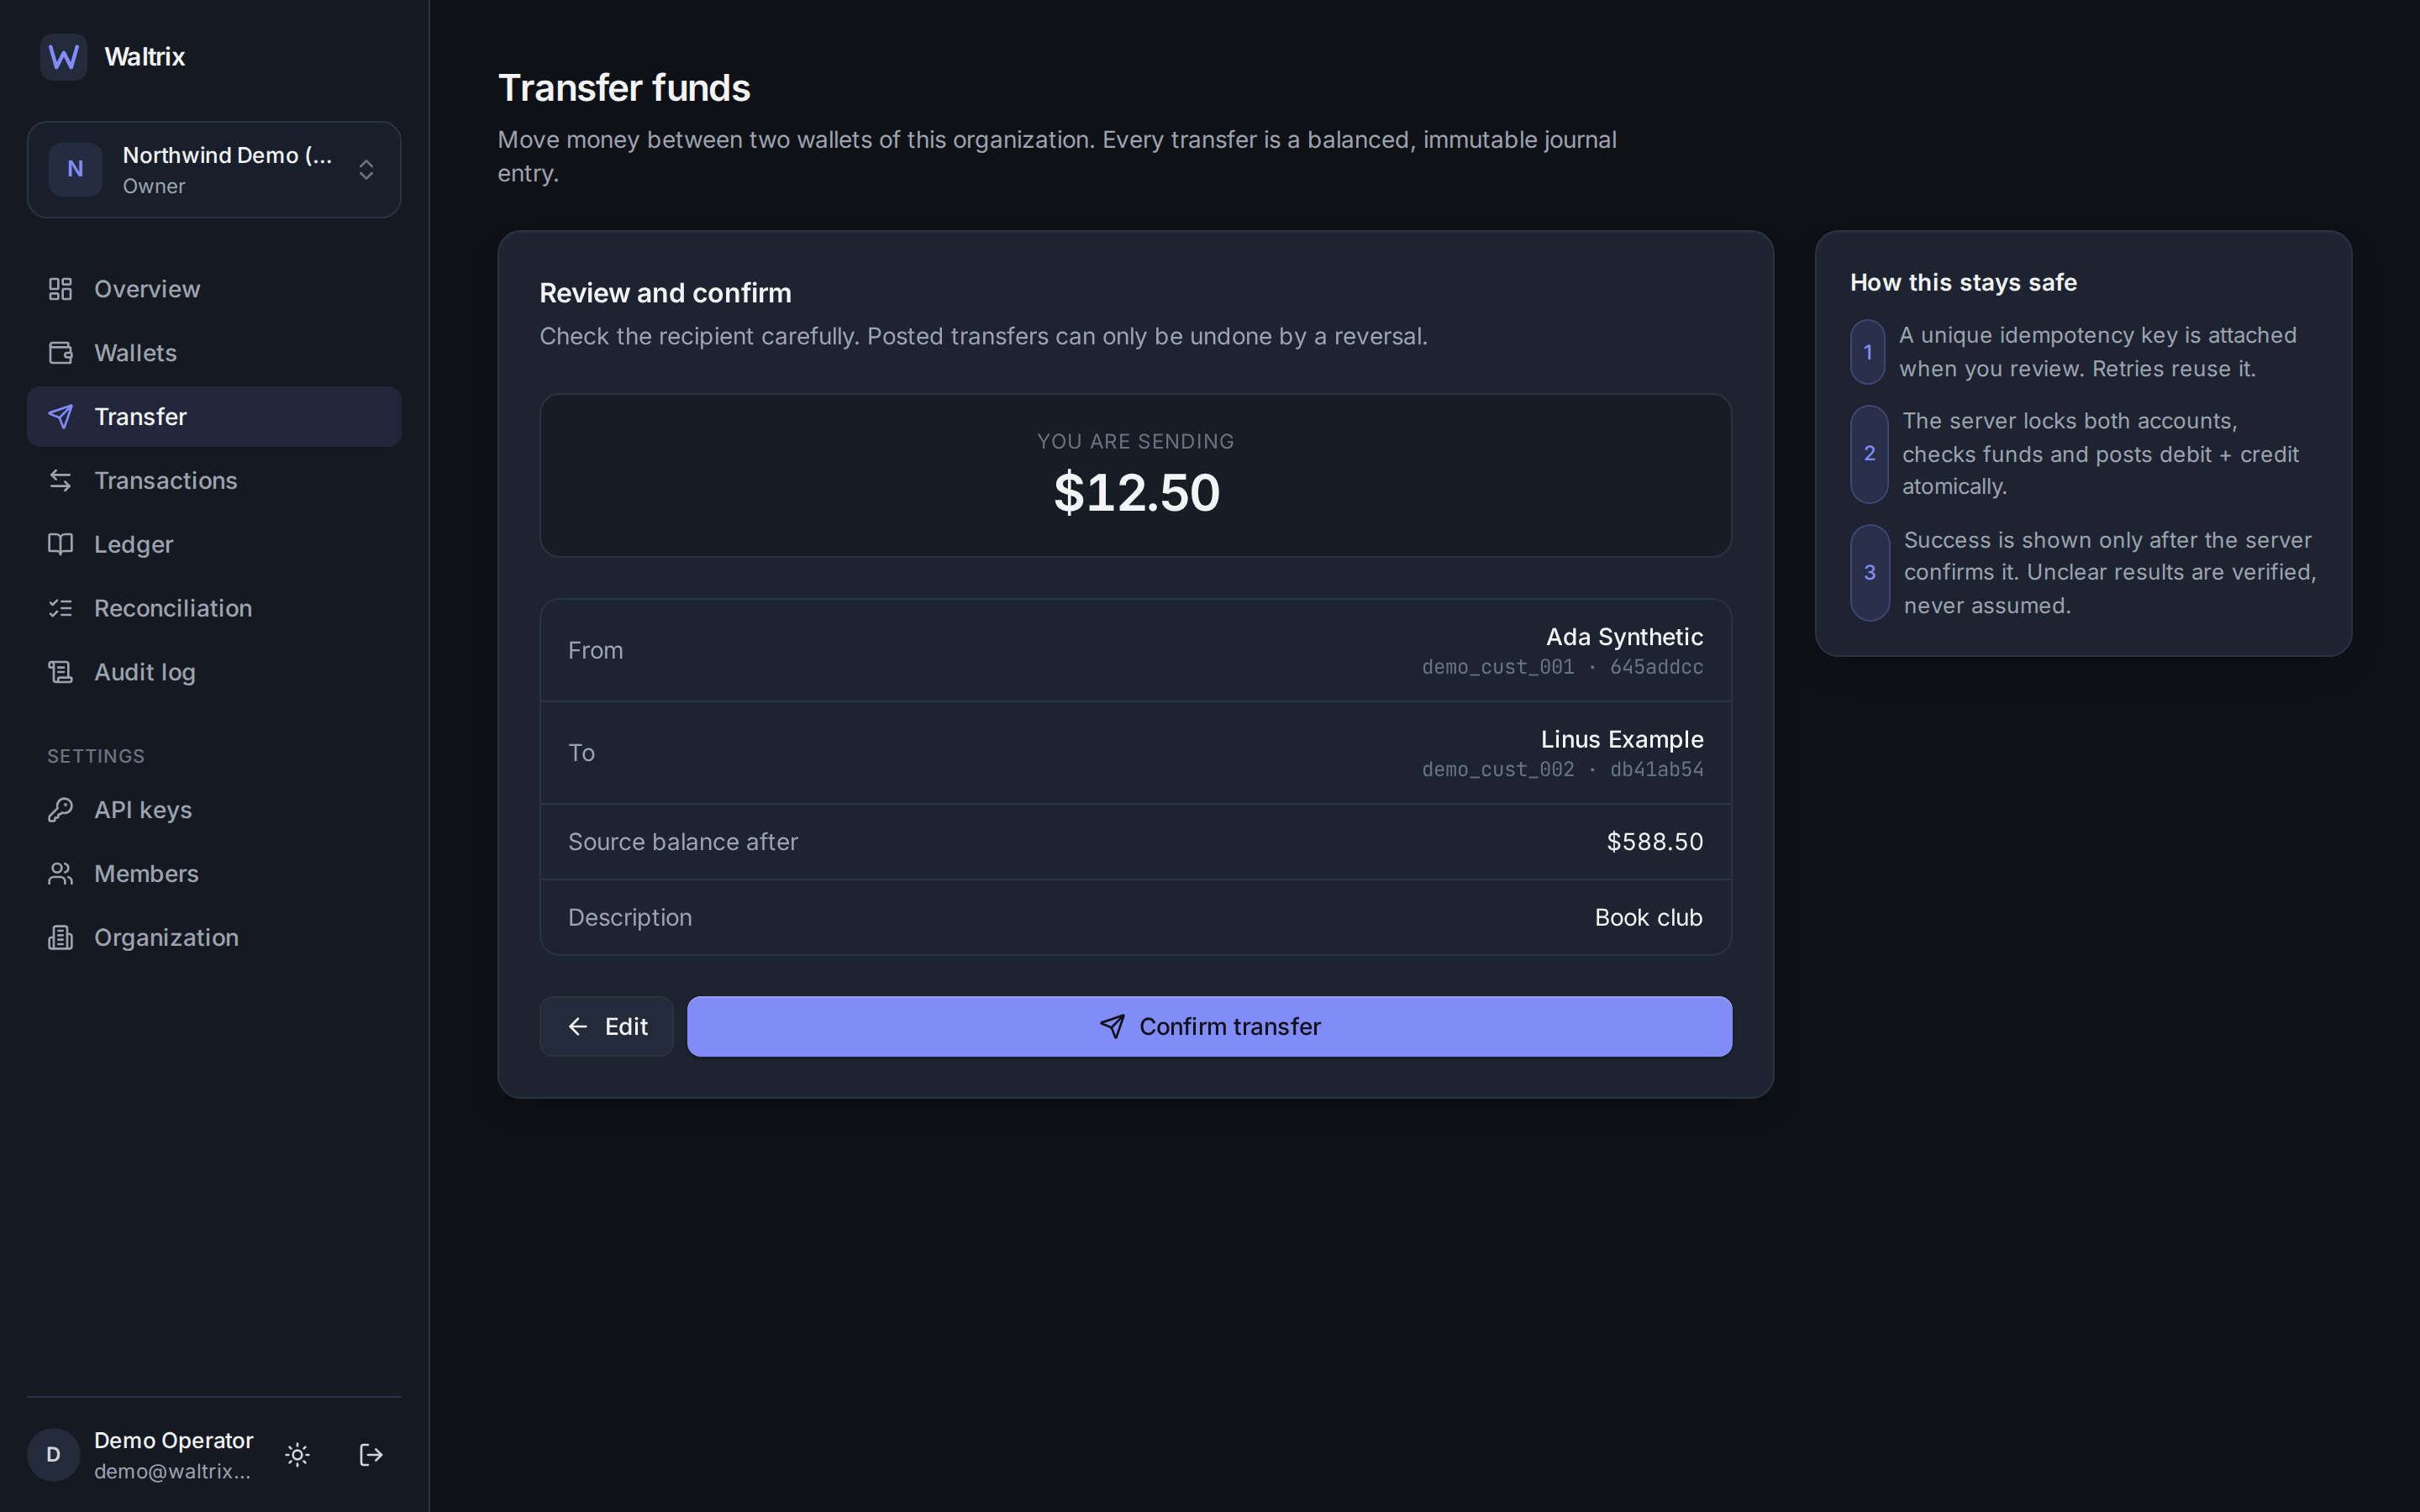 Waltrix
N
Northwind Demo (...
Owner
Overview
Wallets
Transfer
Transactions
Ledger
Reconciliation
Audit log
SETTINGS
API keys
Members
Organization
D
Demo Operator
demo@waltrix...
Transfer funds
Move money between two wallets of this organization. Every transfer is a balanced, immutable journal
entry.
Review and confirm
Check the recipient carefully. Posted transfers can only be undone by a reversal.
YOU ARE SENDING
$12.50
From
Ada Synthetic
demo_cust_001 · 645addcc
To
Linus Example
demo_cust_002 · db41ab54
Source balance after
$588.50
Description
Book club
Edit
Confirm transfer
How this stays safe
1
A unique idempotency key is attached
when you review. Retries reuse it.
2
The server locks both accounts,
checks funds and posts debit + credit
atomically.
3
Success is shown only after the server
confirms it. Unclear results are verified,
never assumed.